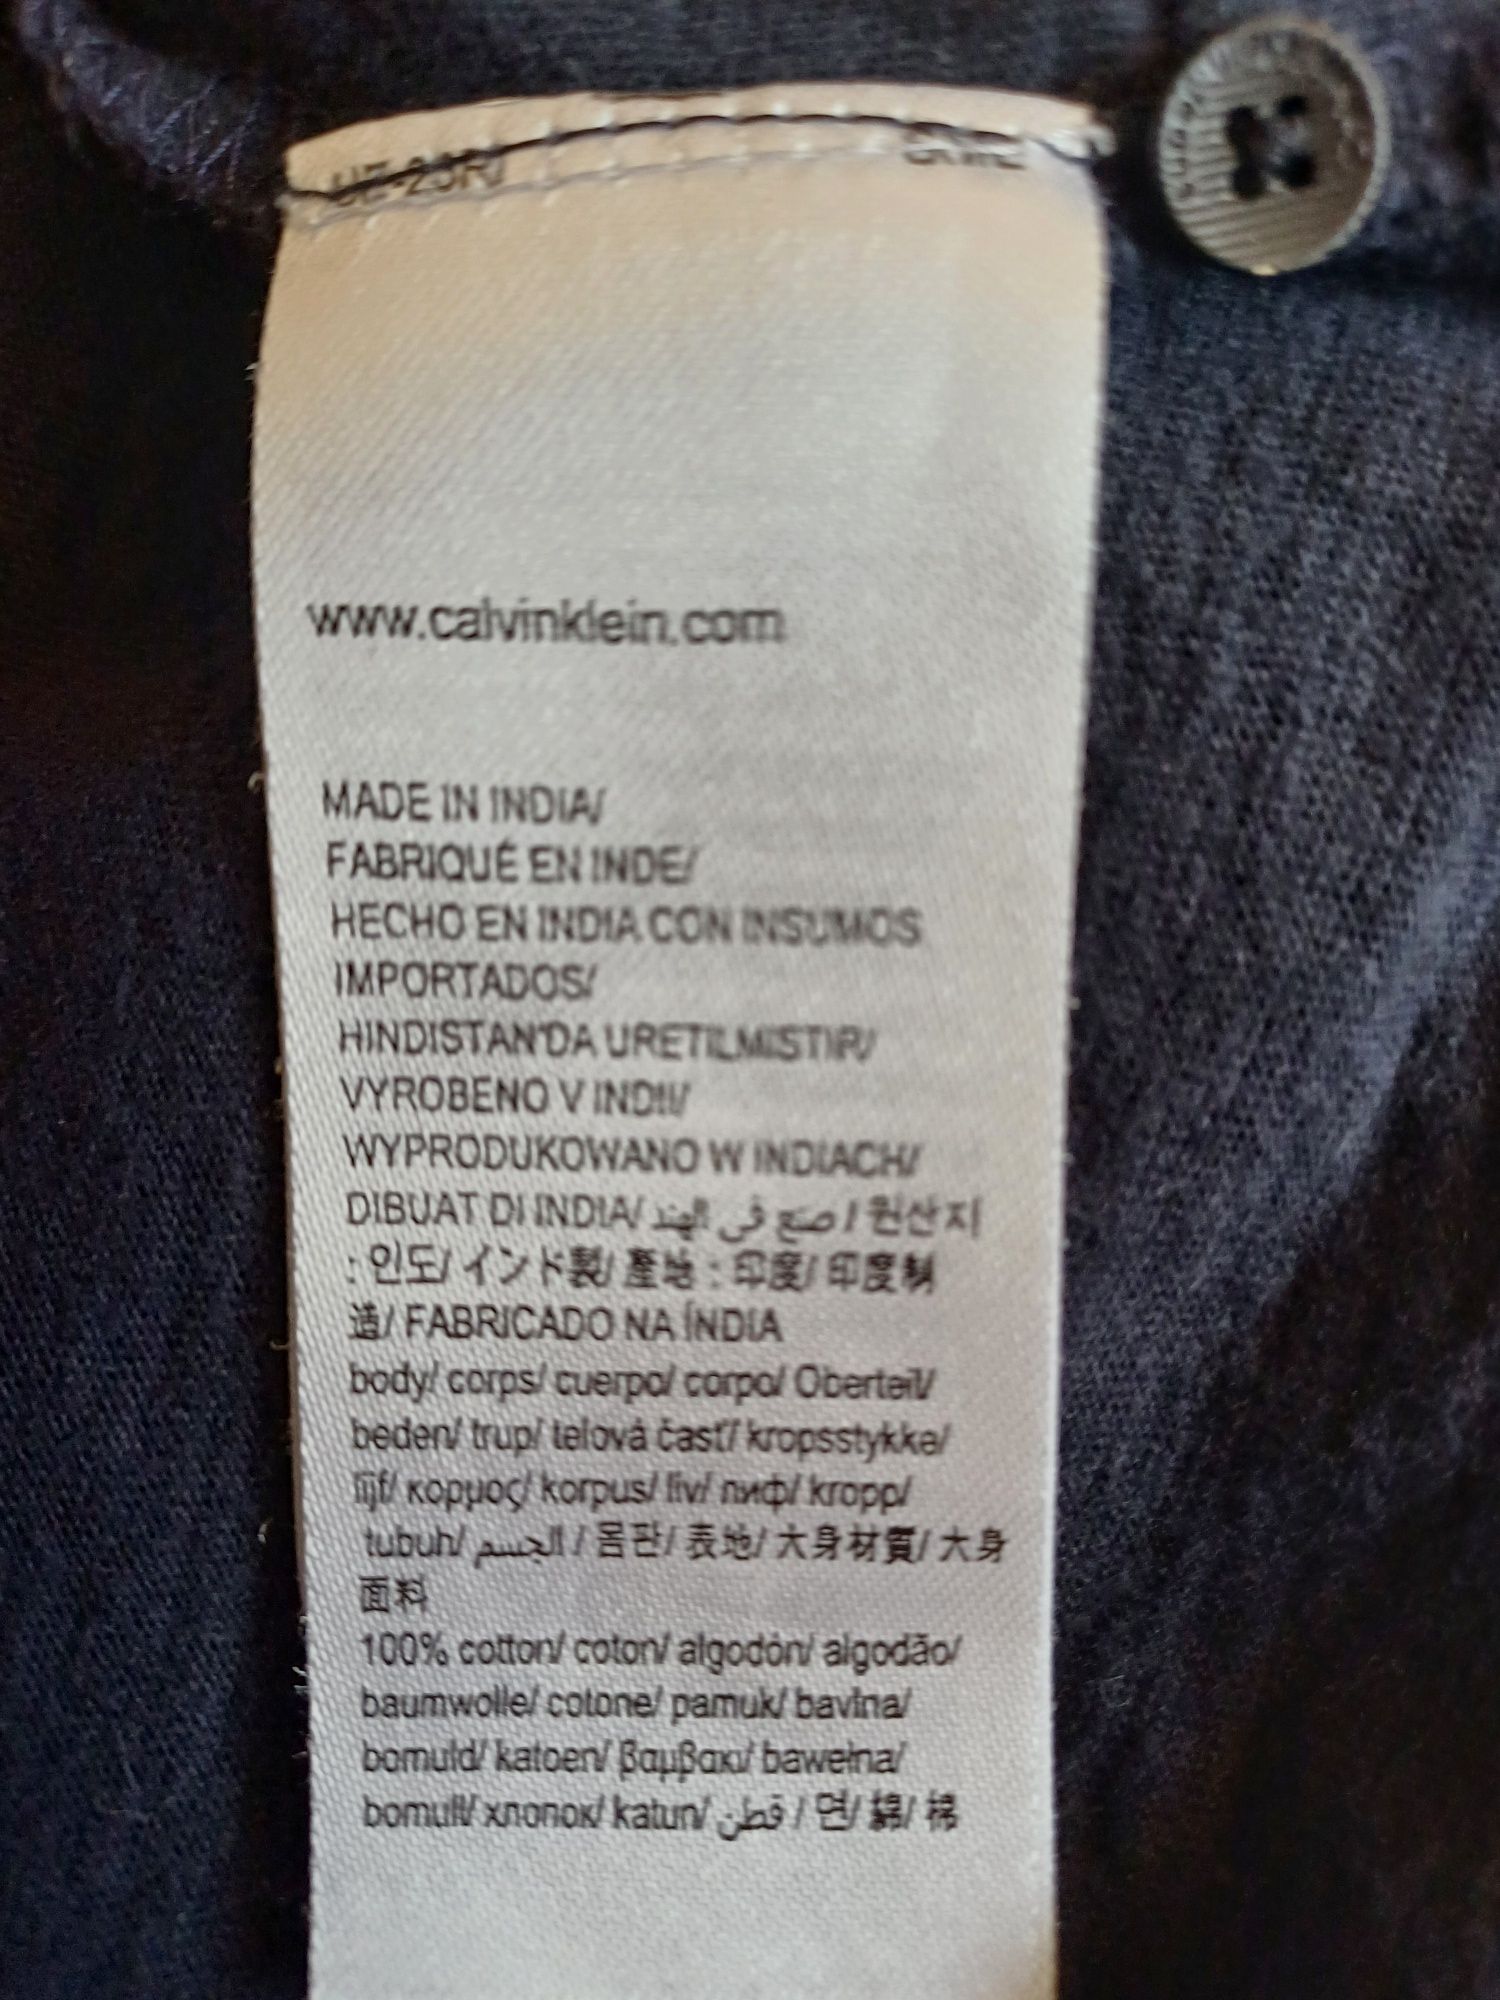 www.calvinklein.com
MADE IN INDIA/
FABRIQUÉ EN INDE/
HECHO EN INDIA CON INSUMOS
IMPORTADOS/
HINDISTAN'DA URETILMISTIR/
VYROBENO V INDII/
WYPRODUKOWANO W INDIACH/
DIBUAT DI INDIA/ صنع في الهند / 원산지
: 인도/ インド製/ 產地 : 印度/ 印度制
造/ FABRICADO NA ÍNDIA
body/ corps/ cuerpo/ corpo/ Oberteil/
beden/ trup/ telová časť/ kropsstykke/
lijf/ κορμος/ korpus/ liv/ лиф/ kropp/
tubuh/ الجسم / 몸판/ 表地/ 大身材質/ 大身
面料
100% cotton/ coton/ algodón/ algodão/
baumwolle/ cotone/ pamuk/ bavlna/
bomuld/ katoen/ βαμβακι/ bawełna/
bomull/ хлопок/ katun/ قطن / 면/ 綿/ 棉